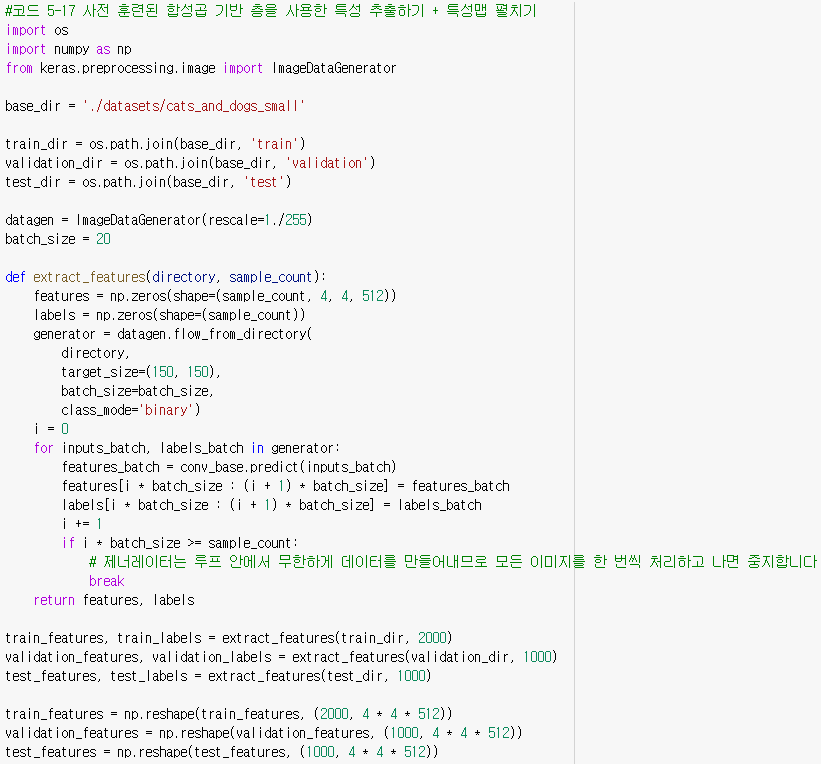 #코드 5-17 사전 훈련된 합성곱 기반 층을 사용한 특성 추출하기 + 특성맵 펼치기
import os
import numpy as np
from keras.preprocessing.image import ImageDataGenerator

base_dir = './datasets/cats_and_dogs_small'

train_dir = os.path.join(base_dir, 'train')
validation_dir = os.path.join(base_dir, 'validation')
test_dir = os.path.join(base_dir, 'test')

datagen = ImageDataGenerator(rescale=1./255)
batch_size = 20

def extract_features(directory, sample_count):
    features = np.zeros(shape=(sample_count, 4, 4, 512))
    labels = np.zeros(shape=(sample_count))
    generator = datagen.flow_from_directory(
        directory,
        target_size=(150, 150),
        batch_size=batch_size,
        class_mode='binary')
    i = 0
    for inputs_batch, labels_batch in generator:
        features_batch = conv_base.predict(inputs_batch)
        features[i * batch_size : (i + 1) * batch_size] = features_batch
        labels[i * batch_size : (i + 1) * batch_size] = labels_batch
        i += 1
        if i * batch_size >= sample_count:
            # 제너레이터는 루프 안에서 무한하게 데이터를 만들어내므로 모든 이미지를 한 번씩 처리하고 나면 중지합니다
            break
    return features, labels

train_features, train_labels = extract_features(train_dir, 2000)
validation_features, validation_labels = extract_features(validation_dir, 1000)
test_features, test_labels = extract_features(test_dir, 1000)

train_features = np.reshape(train_features, (2000, 4 * 4 * 512))
validation_features = np.reshape(validation_features, (1000, 4 * 4 * 512))
test_features = np.reshape(test_features, (1000, 4 * 4 * 512))